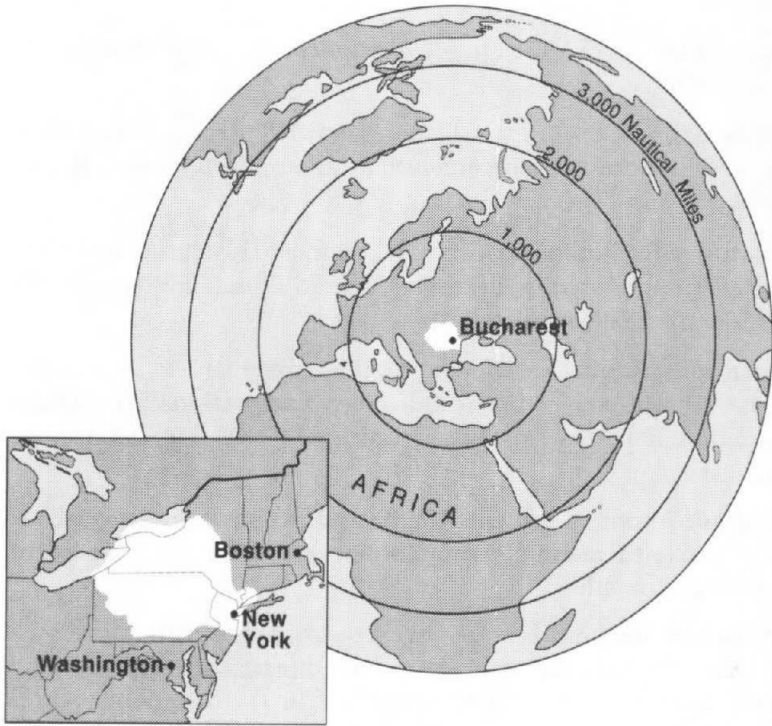 3,000 Nautical Miles
2,000
1,000
Bucharest
AFRICA
Boston
New
York
Washington